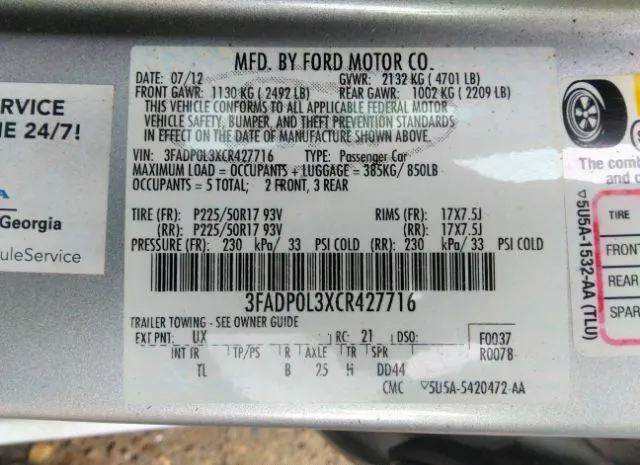 MFD. BY FORD MOTOR CO.
DATE: 07/12 GVWR: 2132 KG ( 4701 LB)
FRONT GAWR: 1130 KG ( 2492 LB) REAR GAWR: 1002 KG ( 2209 LB)
THIS VEHICLE CONFORMS TO ALL APPLICABLE FEDERAL MOTOR
VEHICLE SAFETY, BUMPER, AND THEFT PREVENTION STANDARDS
IN EFFECT ON THE DATE OF MANUFACTURE SHOWN ABOVE.
VIN: 3FADP0L3XCR427716 TYPE: Passenger Car
MAXIMUM LOAD = OCCUPANTS + LUGGAGE = 385KG/ 850LB
OCCUPANTS = 5 TOTAL; 2 FRONT, 3 REAR
TIRE (FR): P225/50R17 93V RIMS (FR): 17X7.5J
(RR): P225/50R17 93V (RR): 17X7.5J
PRESSURE (FR): 230 kPa/ 33 PSI COLD (RR): 230 kPa/ 33 PSI COLD
3FADP0L3XCR427716
TRAILER TOWING - SEE OWNER GUIDE
EXT PNT: UX RC: 21 DSO: F0037
R0078
INT TR TP/PS R AXLE TR SPR
TL B 25 H DD44
CMC ▽5U5A-5420472-AA
SERVICE
NE 24/7!
A
Georgia
duleService
▽5U5A-1532-AA (TLU)
The comb
and c
TIRE
FRONT
REAR
SPAR